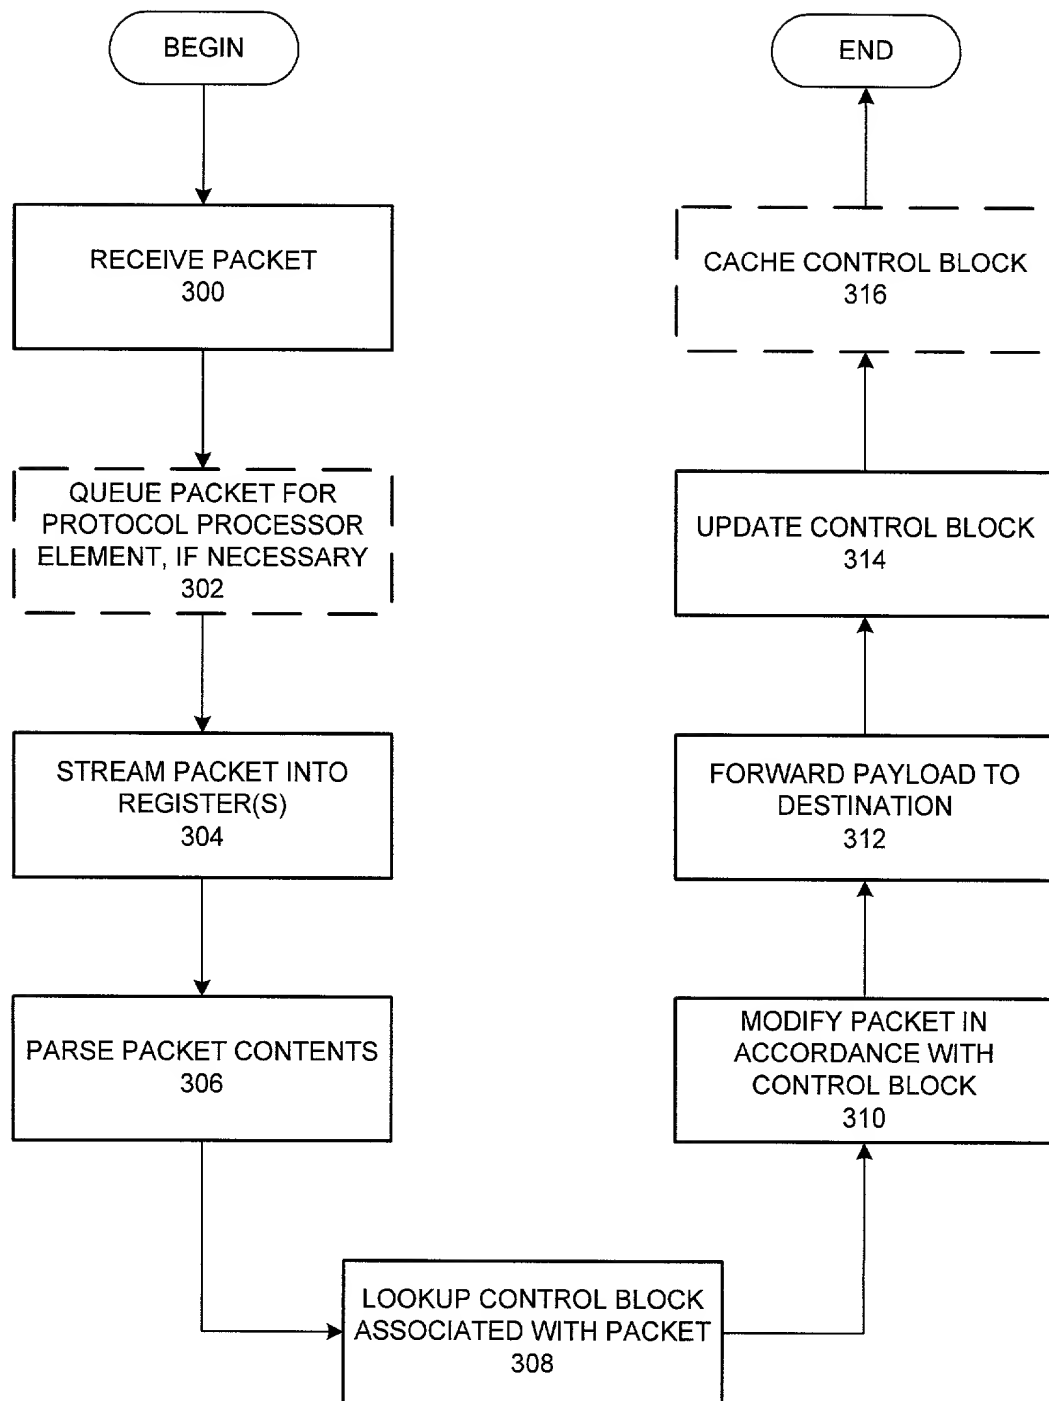 BEGIN
RECEIVE PACKET
300
QUEUE PACKET FOR
PROTOCOL PROCESSOR
ELEMENT, IF NECESSARY
302
STREAM PACKET INTO
REGISTER(S)
304
PARSE PACKET CONTENTS
306
LOOKUP CONTROL BLOCK
ASSOCIATED WITH PACKET
308
MODIFY PACKET IN
ACCORDANCE WITH
CONTROL BLOCK
310
FORWARD PAYLOAD TO
DESTINATION
312
UPDATE CONTROL BLOCK
314
CACHE CONTROL BLOCK
316
END